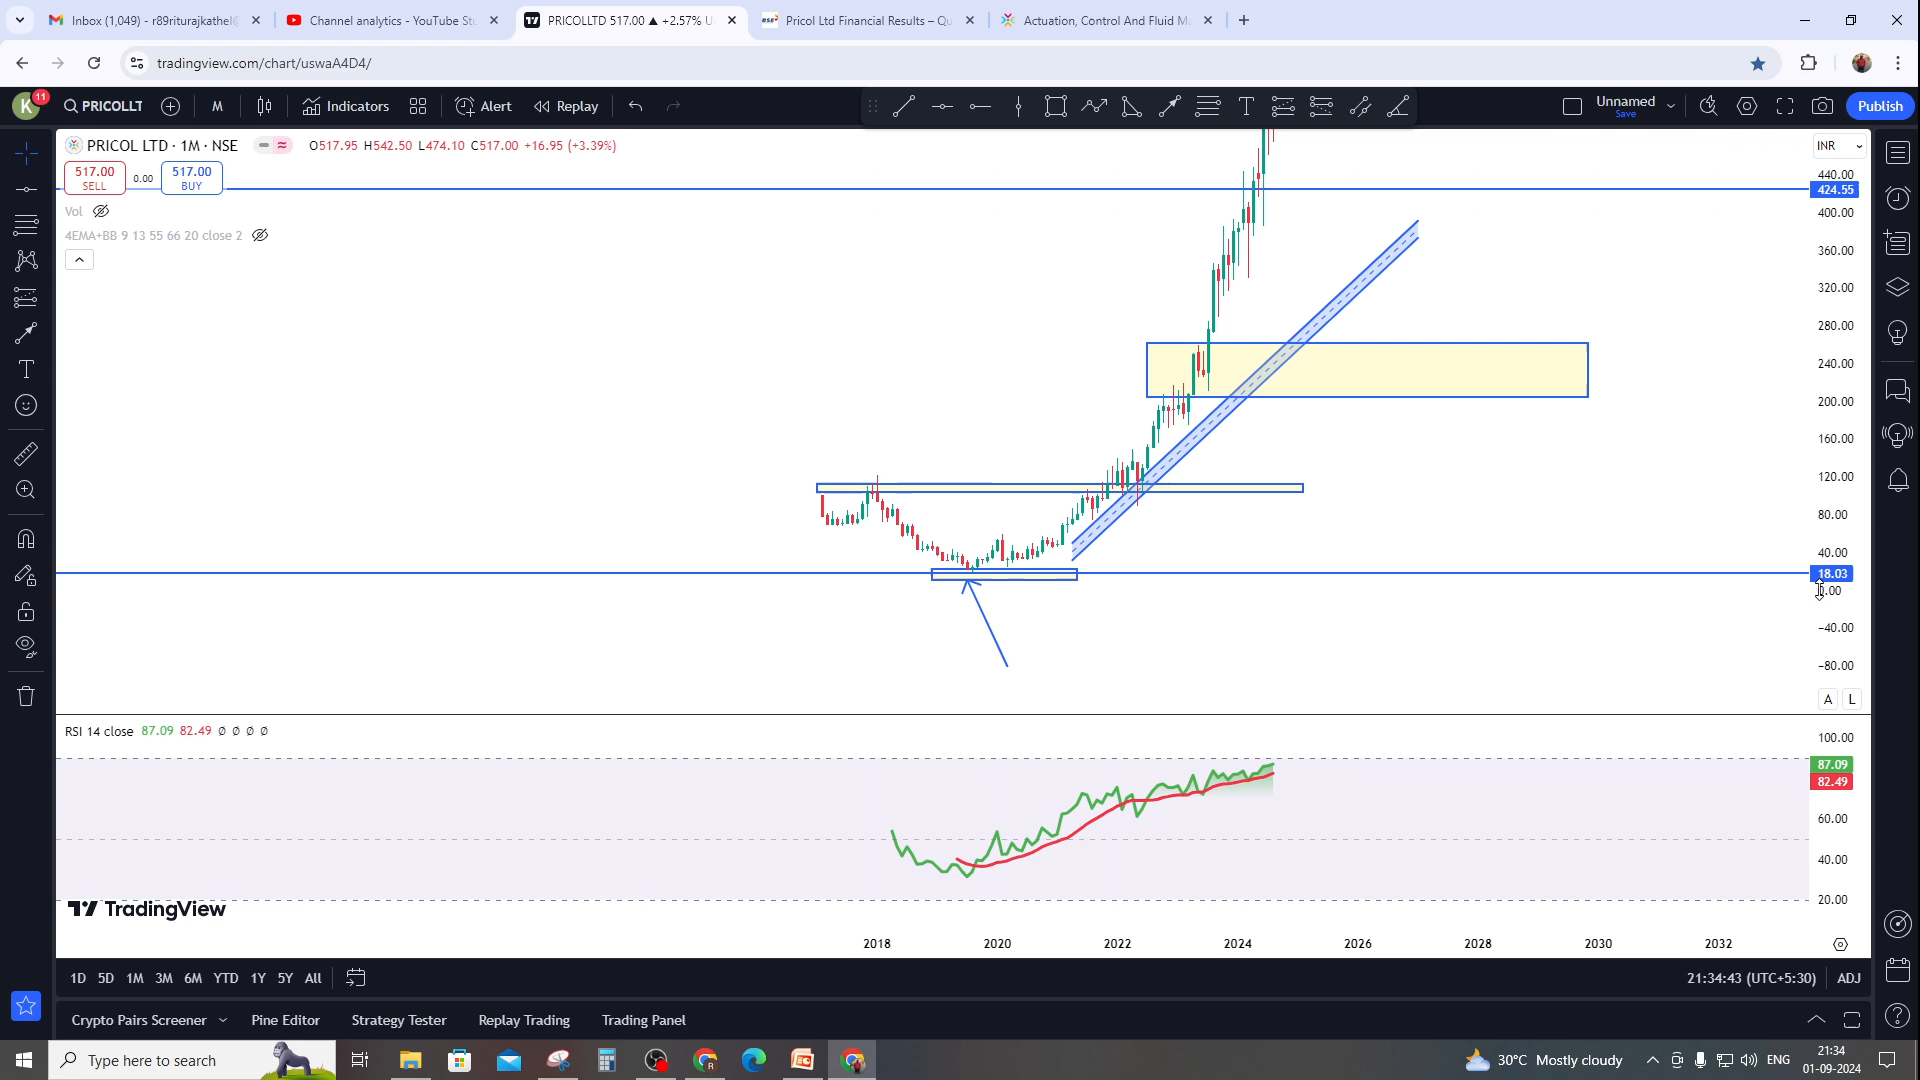 Inbox (1,049) - r89riturajkathel
Channel analytics - YouTube St
PRICOLLTD 517.00 ▲ +2.57% U
Pricol Ltd Financial Results – Qu
Actuation, Control And Fluid M
tradingview.com/chart/uswaA4D4/
K 11
PRICOLLT
M
Indicators
Alert
Replay
Unnamed
Save
Publish
PRICOL LTD · 1M · NSE
O517.95 H542.50 L474.10 C517.00 +16.95 (+3.39%)
INR
517.00
SELL
0.00
517.00
BUY
Vol
4EMA+BB 9 13 55 66 20 close 2
440.00
424.55
400.00
360.00
320.00
280.00
240.00
200.00
160.00
120.00
80.00
40.00
18.03
−40.00
−80.00
A L
RSI 14 close 87.09 82.49 Ø Ø Ø Ø
100.00
87.09
82.49
60.00
40.00
20.00
TradingView
2018 2020 2022 2024 2026 2028 2030 2032
1D 5D 1M 3M 6M YTD 1Y 5Y All
21:34:43 (UTC+5:30) ADJ
Crypto Pairs Screener
Pine Editor
Strategy Tester
Replay Trading
Trading Panel
Type here to search
30°C Mostly cloudy
ENG
21:34
01-09-2024